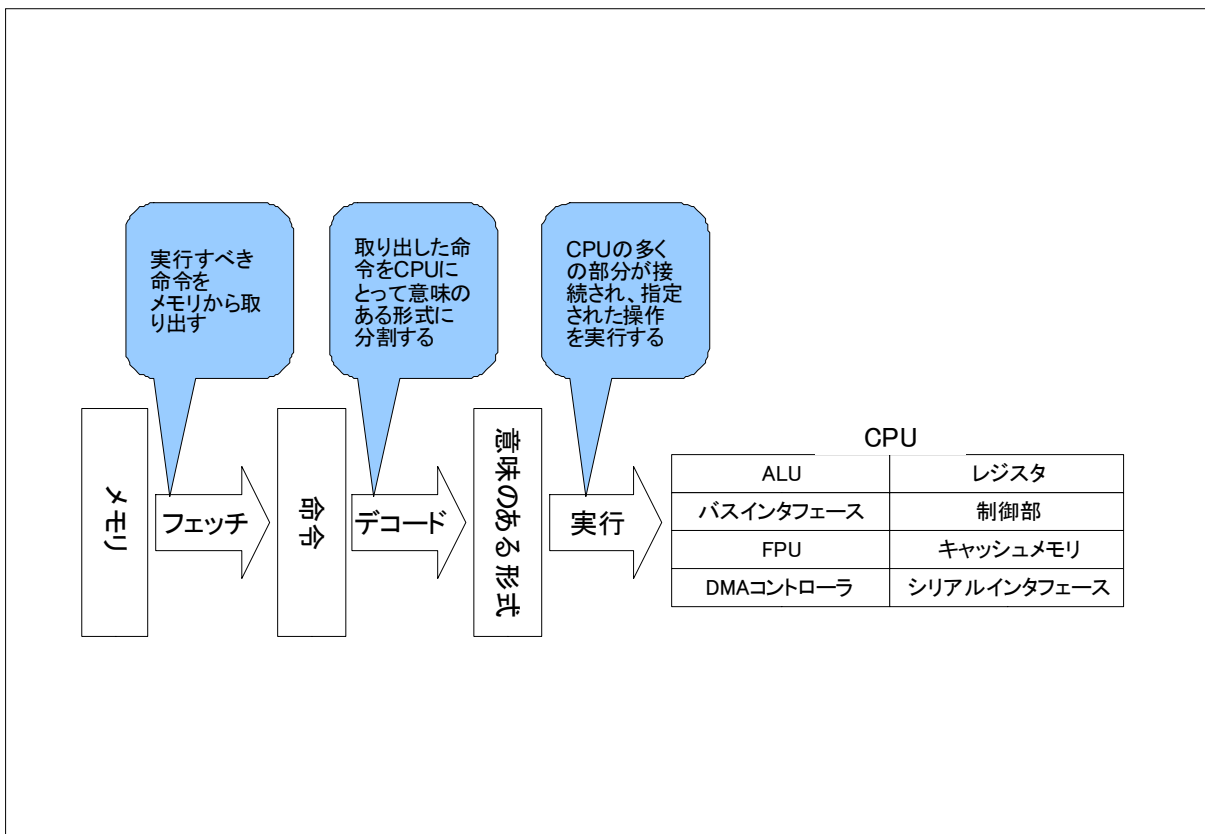 実行すべき
命令を
メモリから取
り出す
取り出した命
令をCPUに
とって意味の
ある形式に
分割する
CPUの多く
の部分が接
続され、指定
された操作
を実行する
メモリ
フェッチ
命令
デコード
意味のある形式
実行
CPU
ALU
レジスタ
バスインタフェース
制御部
FPU
キャッシュメモリ
DMAコントローラ
シリアルインタフェース